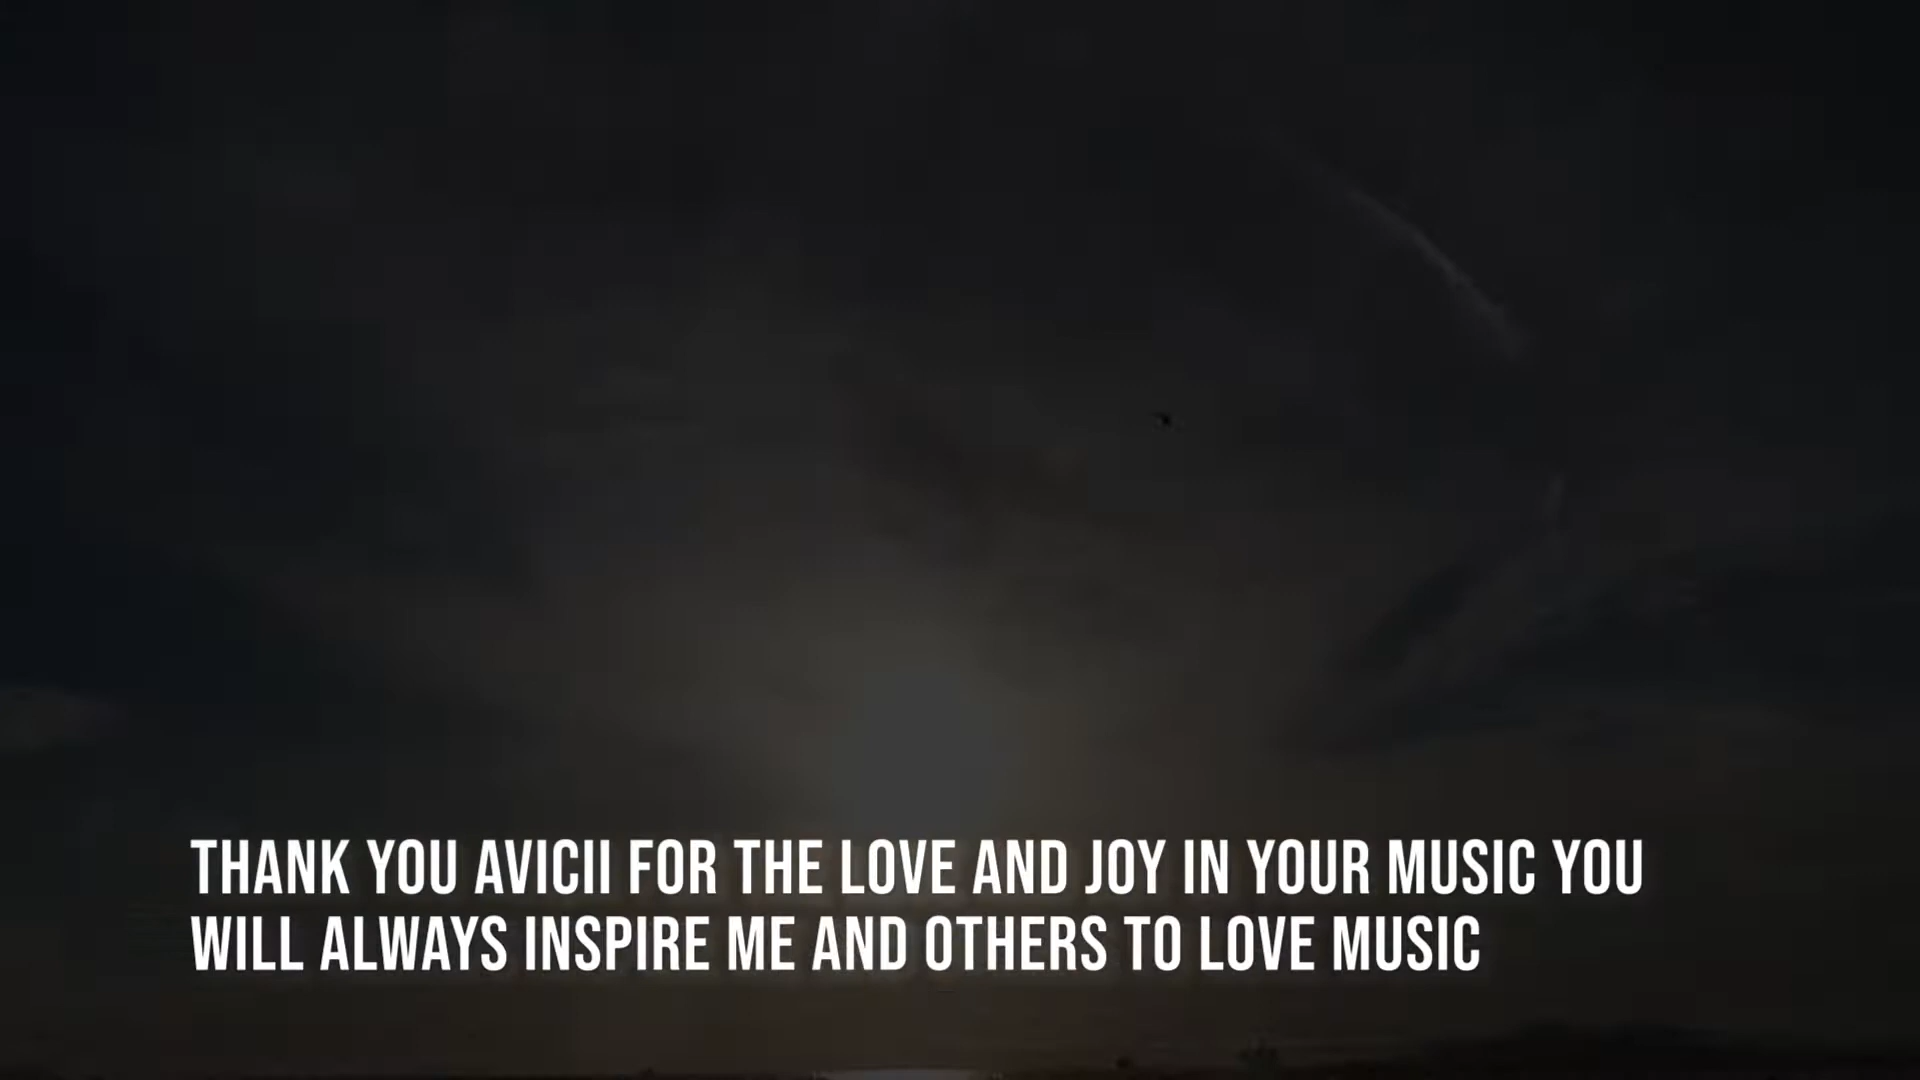 THANK YOU AVICII FOR THE LOVE AND JOY IN YOUR MUSIC YOU
WILL ALWAYS INSPIRE ME AND OTHERS TO LOVE MUSIC